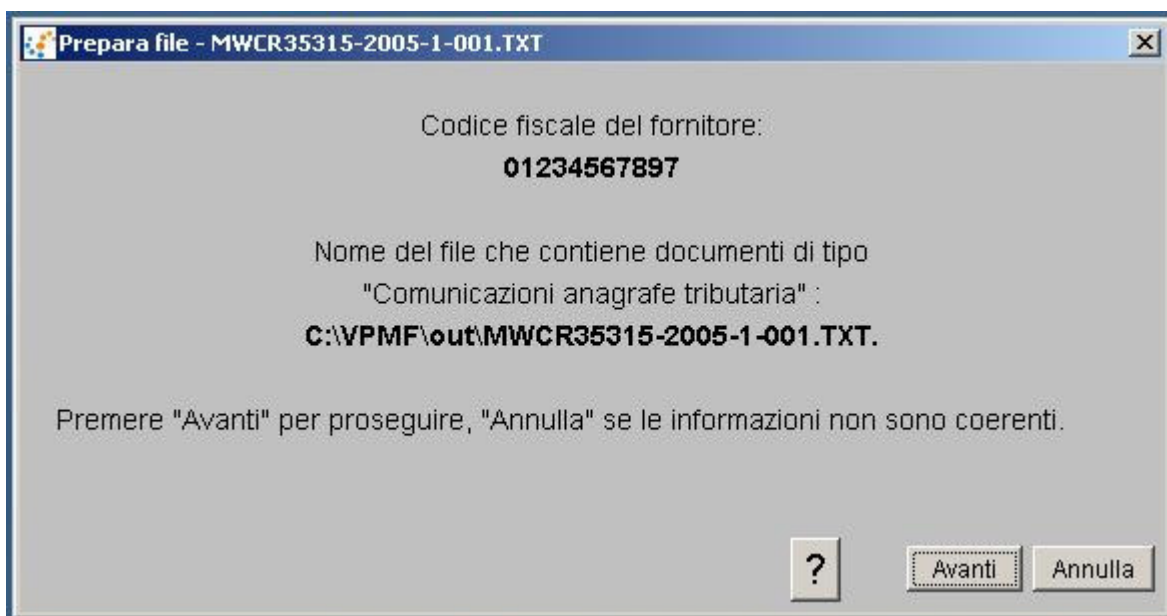 Prepara file - MWCR35315-2005-1-001.TXT
Codice fiscale del fornitore:
01234567897
Nome del file che contiene documenti di tipo
"Comunicazioni anagrafe tributaria" :
C:\VPMF\out\MWCR35315-2005-1-001.TXT.
Premere "Avanti" per proseguire, "Annulla" se le informazioni non sono coerenti.
? Avanti Annulla